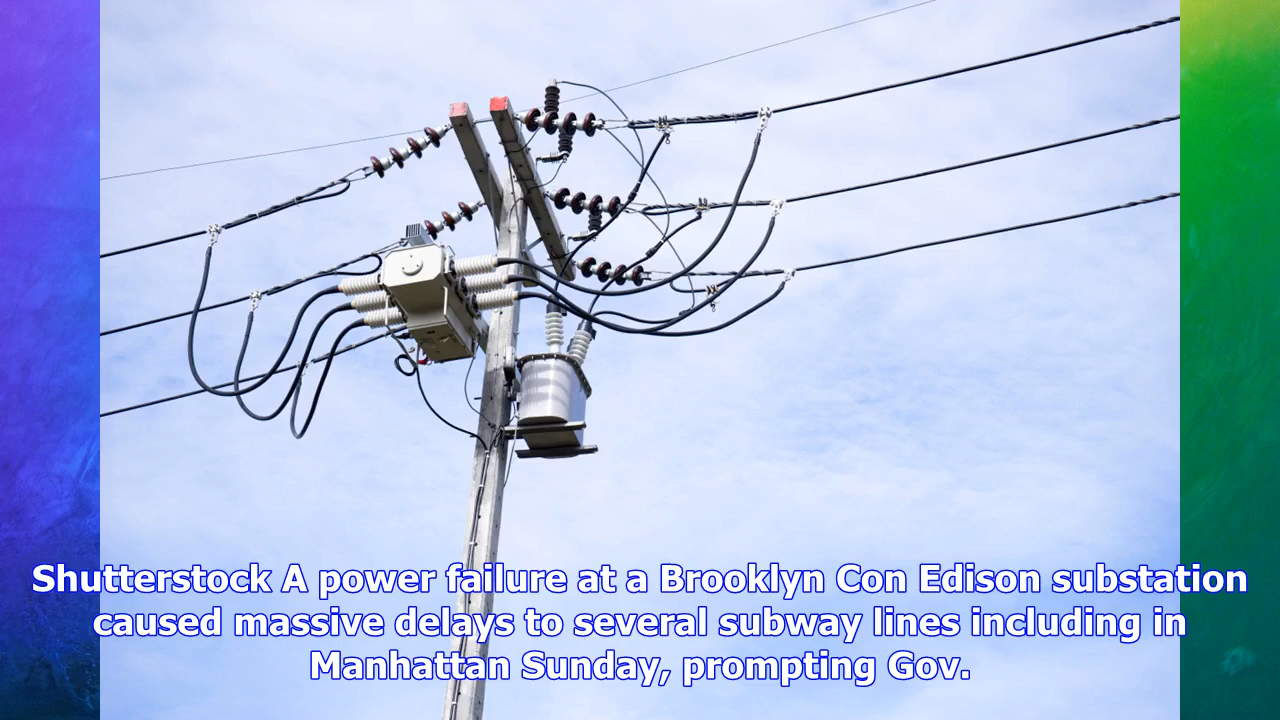 Shutterstock A power failure at a Brooklyn Con Edison substation
caused massive delays to several subway lines including in
Manhattan Sunday, prompting Gov.